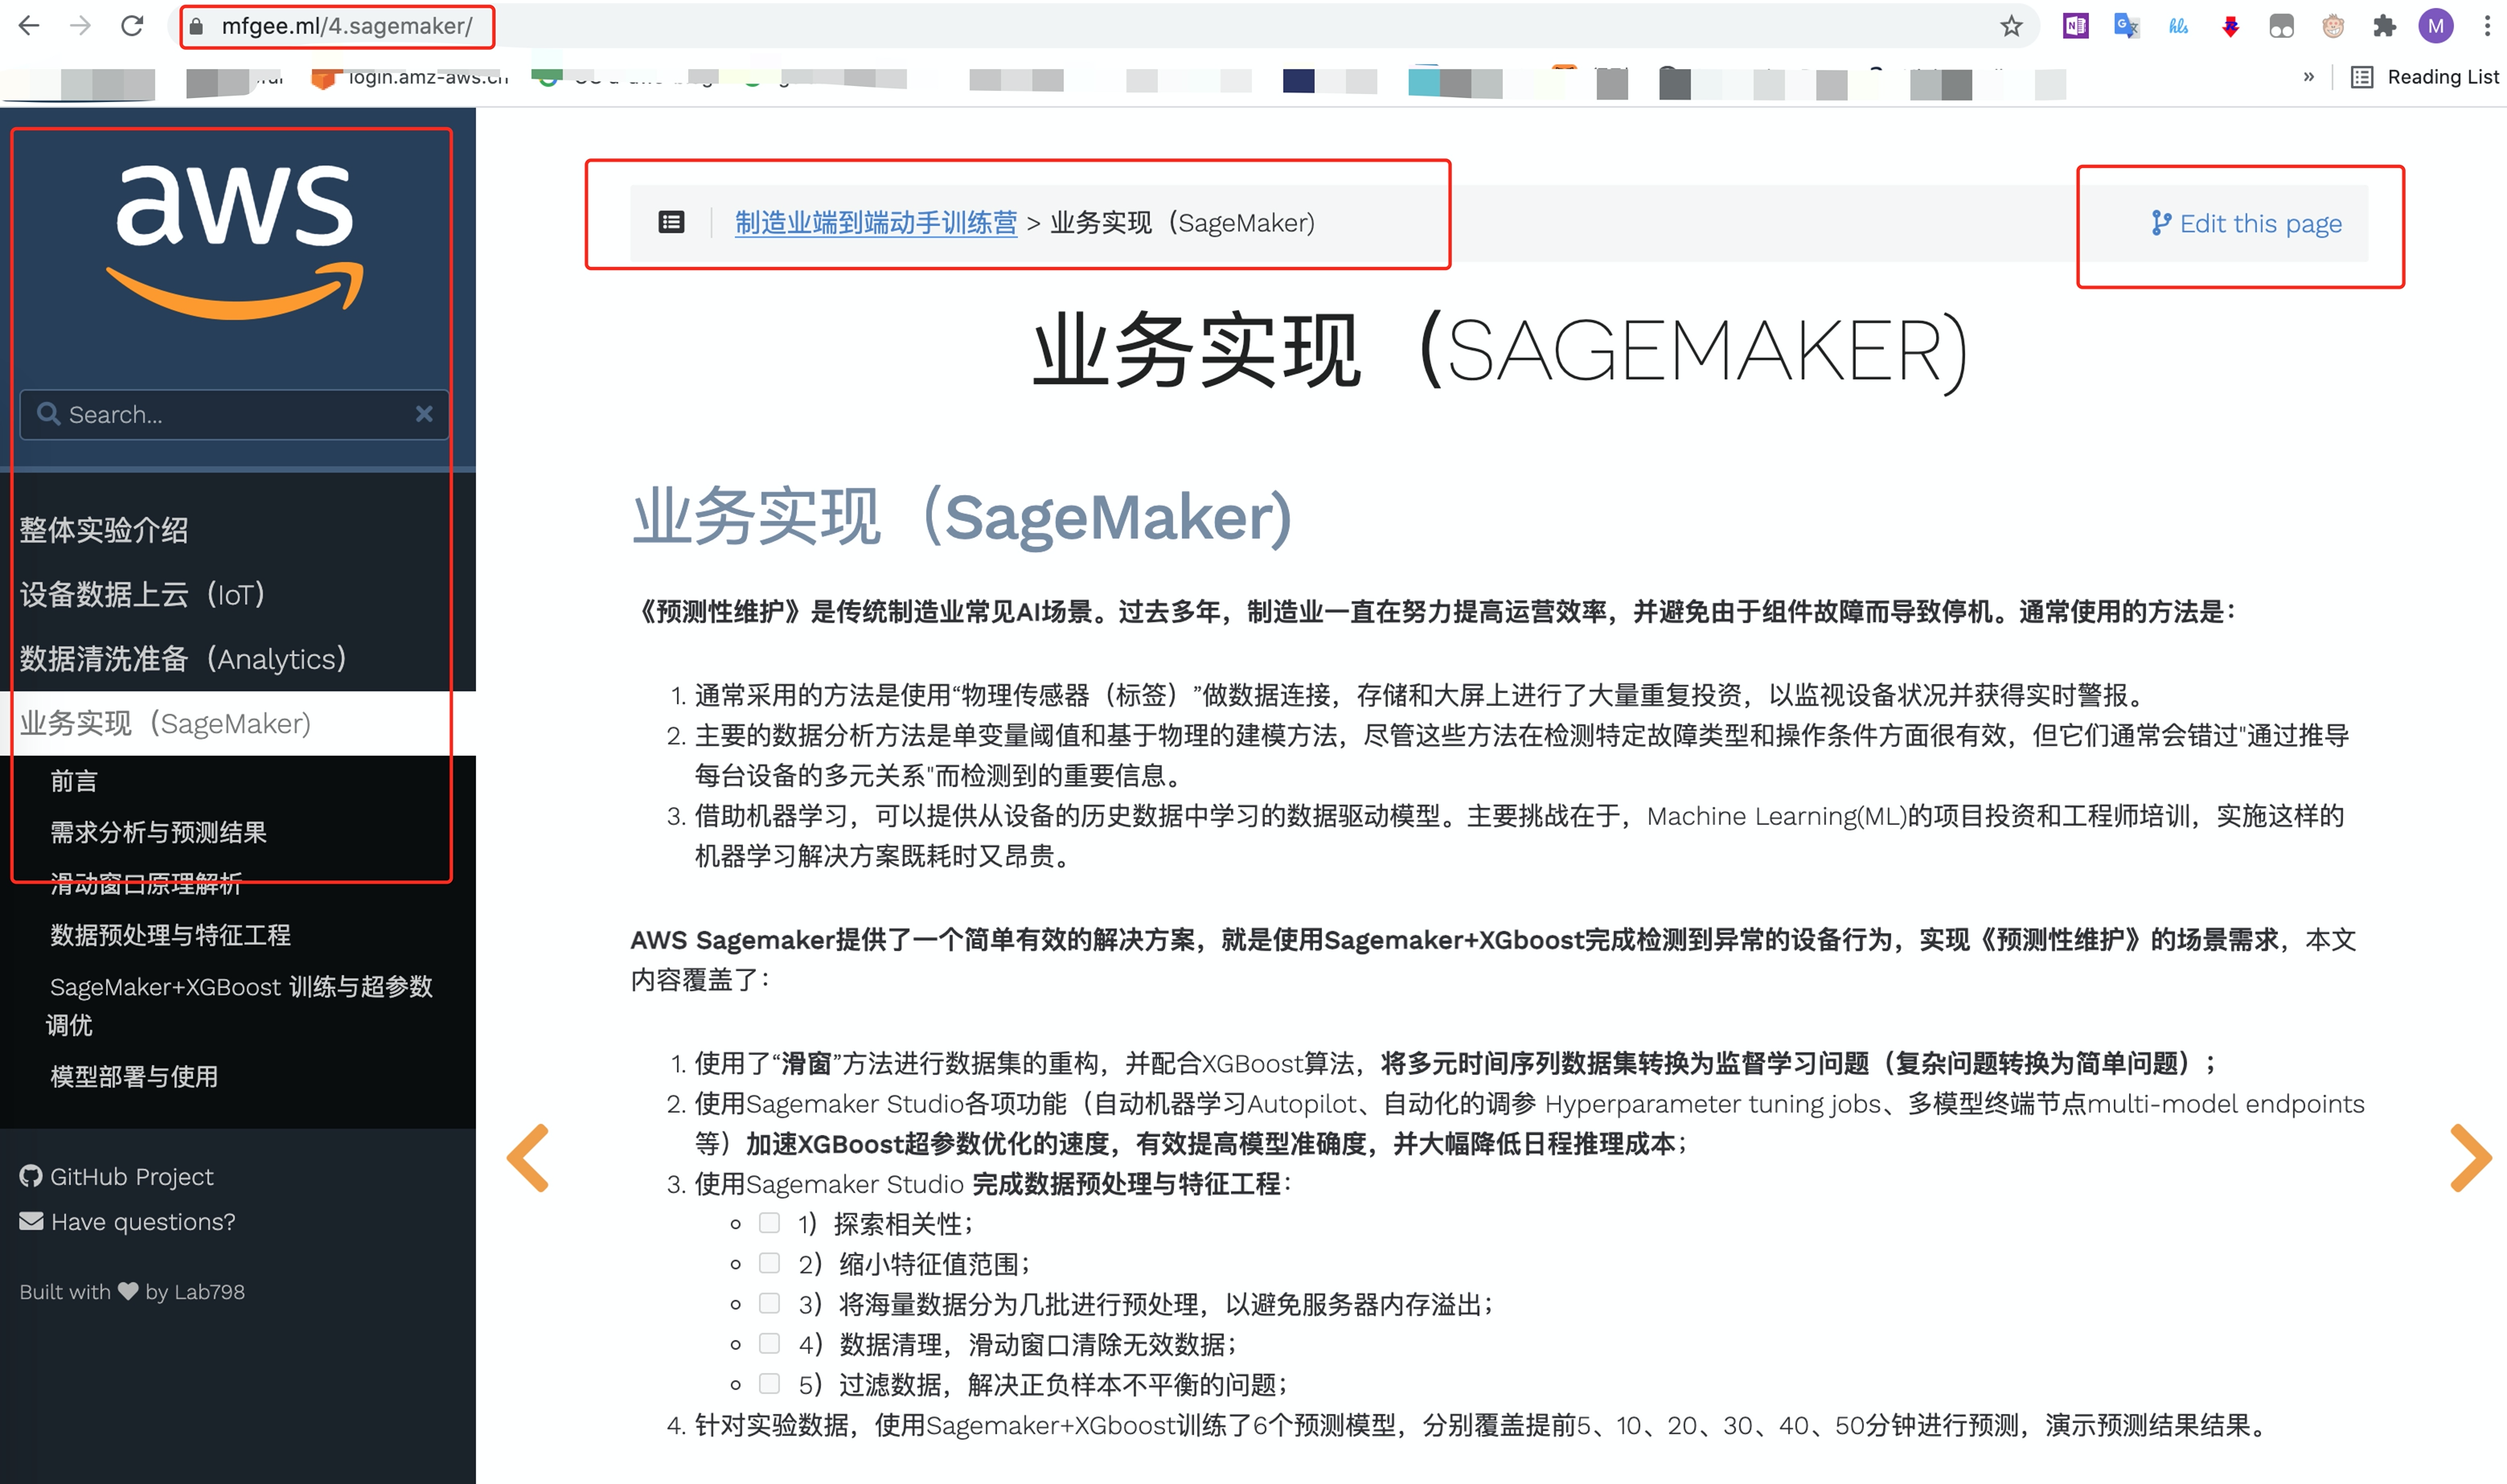 mfgee.ml/4.sagemaker/
M
login.amz-aws.cn
» Reading List
aws
Search...
整体实验介绍
设备数据上云（IoT）
数据清洗准备（Analytics）
业务实现（SageMaker)
前言
需求分析与预测结果
滑动窗口原理解析
数据预处理与特征工程
SageMaker+XGBoost 训练与超参数
调优
模型部署与使用
GitHub Project
Have questions?
Built with by Lab798
制造业端到端动手训练营 > 业务实现（SageMaker)
Edit this page
业务实现（SAGEMAKER)
业务实现（SageMaker)
《预测性维护》是传统制造业常见AI场景。过去多年，制造业一直在努力提高运营效率，并避免由于组件故障而导致停机。通常使用的方法是：
1. 通常采用的方法是使用“物理传感器（标签）”做数据连接，存储和大屏上进行了大量重复投资，以监视设备状况并获得实时警报。
2. 主要的数据分析方法是单变量阈值和基于物理的建模方法，尽管这些方法在检测特定故障类型和操作条件方面很有效，但它们通常会错过"通过推导
每台设备的多元关系"而检测到的重要信息。
3. 借助机器学习，可以提供从设备的历史数据中学习的数据驱动模型。主要挑战在于，Machine Learning(ML)的项目投资和工程师培训，实施这样的
机器学习解决方案既耗时又昂贵。
AWS Sagemaker提供了一个简单有效的解决方案，就是使用Sagemaker+XGboost完成检测到异常的设备行为，实现《预测性维护》的场景需求，本文
内容覆盖了：
1. 使用了“滑窗”方法进行数据集的重构，并配合XGBoost算法，将多元时间序列数据集转换为监督学习问题（复杂问题转换为简单问题）；
2. 使用Sagemaker Studio各项功能（自动机器学习Autopilot、自动化的调参 Hyperparameter tuning jobs、多模型终端节点multi-model endpoints
等）加速XGBoost超参数优化的速度，有效提高模型准确度，并大幅降低日程推理成本；
3. 使用Sagemaker Studio 完成数据预处理与特征工程：
1）探索相关性；
2）缩小特征值范围；
3）将海量数据分为几批进行预处理，以避免服务器内存溢出；
4）数据清理，滑动窗口清除无效数据；
5）过滤数据，解决正负样本不平衡的问题；
4. 针对实验数据，使用Sagemaker+XGboost训练了6个预测模型，分别覆盖提前5、10、20、30、40、50分钟进行预测，演示预测结果结果。